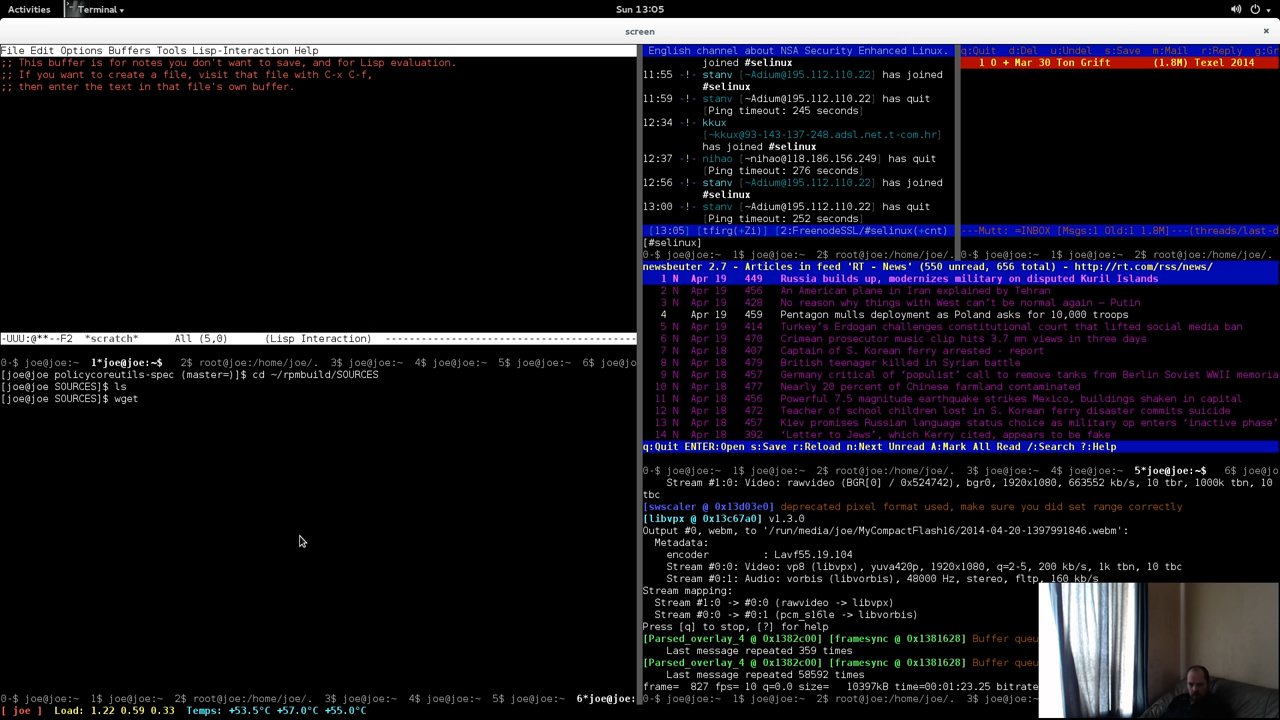 Activities
Terminal
Sun 13:05
screen
File Edit Options Buffers Tools Lisp-Interaction Help
;; This buffer is for notes you don't want to save, and for Lisp evaluation.
;; If you want to create a file, visit that file with C-x C-f,
;; then enter the text in that file's own buffer.
-UUU:@**--F2  *scratch*      All (5,0)      (Lisp Interaction) ------------------------------------
0-$ joe@joe:~  1*joe@joe:~$   2$ root@joe:/home/joe/.  3$ joe@joe:~  4$ joe@joe:~  5$ joe@joe:~  6$ joe@jo
[joe@joe policycoreutils-spec (master=)]$ cd ~/rpmbuild/SOURCES
[joe@joe SOURCES]$ ls
[joe@joe SOURCES]$ wget
0-$ joe@joe:~  1$ joe@joe:~  2$ root@joe:/home/joe/.  3$ joe@joe:~  4$ joe@joe:~  5$ joe@joe:~  6*joe@joe:
[ joe ]  Load: 1.22 0.59 0.33  Temps: +53.5°C +57.0°C +55.0°C
English channel about NSA Security Enhanced Linux.
joined #selinux
11:55 -!- stanv [~Adium@195.112.110.22] has joined
#selinux
11:59 -!- stanv [~Adium@195.112.110.22] has quit
[Ping timeout: 245 seconds]
12:34 -!- kkux
[~kkux@93-143-137-248.adsl.net.t-com.hr]
has joined #selinux
12:37 -!- nihao [~nihao@118.186.156.249] has quit
[Ping timeout: 276 seconds]
12:56 -!- stanv [~Adium@195.112.110.22] has joined
#selinux
13:00 -!- stanv [~Adium@195.112.110.22] has quit
[Ping timeout: 252 seconds]
[13:05] [tfirg(+Zi)] [2:FreenodeSSL/#selinux(+cnt)
[#selinux]
0-$ joe@joe:~  1$ joe@joe:~  2$ root@joe:/home/joe/.
q:Quit  d:Del  u:Undel  s:Save  m:Mail  r:Reply  g:Gr
1 O + Mar 30 Ton Grift       (1.8M) Texel 2014
---Mutt: =INBOX [Msgs:1 Old:1 1.8M]---(threads/last-d
0-$ joe@joe:~  1$ joe@joe:~  2$ root@joe:/home/joe/.
newsbeuter 2.7 - Articles in feed 'RT - News' (550 unread, 656 total) - http://rt.com/rss/news/
1 N  Apr 19   449   Russia builds up, modernizes military on disputed Kuril Islands
2 N  Apr 19   456   An American plane in Iran explained by Tehran
3 N  Apr 19   428   No reason why things with West can't be normal again – Putin
4    Apr 19   459   Pentagon mulls deployment as Poland asks for 10,000 troops
5 N  Apr 19   414   Turkey's Erdogan challenges constitutional court that lifted social media ban
6 N  Apr 19   470   Crimean prosecutor music clip hits 3.7 mn views in three days
7 N  Apr 18   407   Captain of S. Korean ferry arrested - report
8 N  Apr 18   479   British teenager killed in Syrian fighting
9 N  Apr 18   457   Germany critical of 'populist' call to remove tanks from Berlin Soviet WWII memoria
10 N  Apr 18   477   Nearly 20 percent of Chinese farmland contaminated
11 N  Apr 18   456   Powerful 7.5 magnitude earthquake strikes Mexico, buildings shaken in capital
12 N  Apr 18   472   Teacher of school children lost in S. Korean ferry disaster commits suicide
13 N  Apr 18   457   Kiev promises Russian language status choice as military op enters 'inactive phase'
14 N  Apr 18   392   'Letter to Jews', which Kerry cited, appears to be fake
q:Quit ENTER:Open s:Save r:Reload n:Next Unread A:Mark All Read /:Search ?:Help
0-$ joe@joe:~  1$ joe@joe:~  2$ root@joe:/home/joe/.  3$ joe@joe:~  4$ joe@joe:~  5*joe@joe:~$   6$ joe@jo
Stream #1:0: Video: rawvideo (BGR[0] / 0x524742), bgr0, 1920x1080, 663552 kb/s, 10 tbr, 1000k tbn, 10
tbc
[swscaler @ 0x13d03e0] deprecated pixel format used, make sure you did set range correctly
[libvpx @ 0x13c67a0] v1.3.0
Output #0, webm, to '/run/media/joe/MyCompactFlash16/2014-04-20-1397991846.webm':
Metadata:
encoder         : Lavf55.19.104
Stream #0:0: Video: vp8 (libvpx), yuva420p, 1920x1080, q=2-5, 200 kb/s, 1k tbn, 10 tbc
Stream #0:1: Audio: vorbis (libvorbis), 48000 Hz, stereo, fltp, 160 kb/s
Stream mapping:
Stream #1:0 -> #0:0 (rawvideo -> libvpx)
Stream #0:0 -> #0:1 (pcm_s16le -> libvorbis)
Press [q] to stop, [?] for help
[Parsed_overlay_4 @ 0x1382c00] [framesync @ 0x1381628] Buffer queu
Last message repeated 359 times
[Parsed_overlay_4 @ 0x1382c00] [framesync @ 0x1381628] Buffer queu
Last message repeated 58592 times
frame=  827 fps= 10 q=0.0 size=   10397kB time=00:01:23.25 bitrat
0-$ joe@joe:~  1$ joe@joe:~  2$ root@joe:/home/joe/.  3$ joe@joe